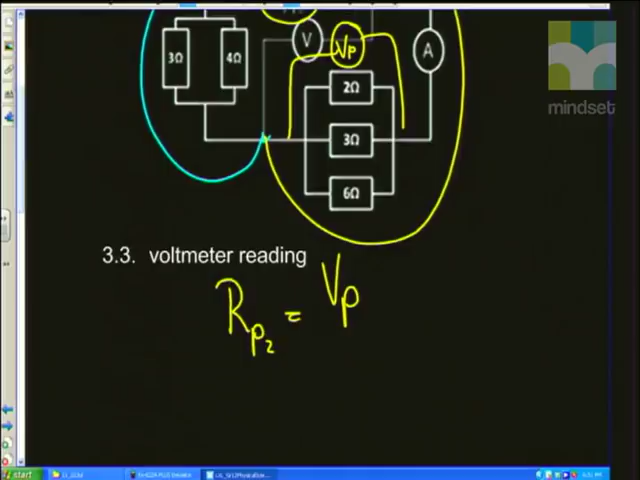 V
Vp
A
mindset
3Ω 4Ω
2Ω
3Ω
6Ω
3.3. voltmeter reading
Rp2 = Vp
start